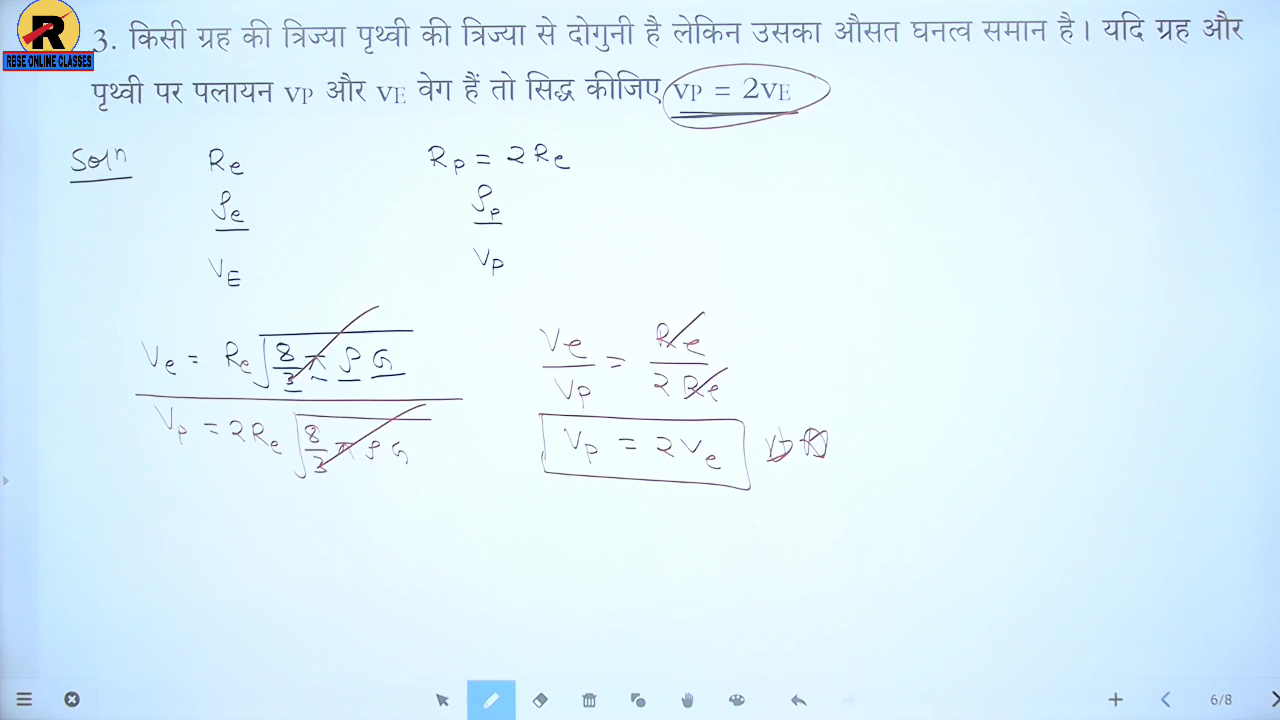 R
RBSE ONLINE CLASSES
3. किसी ग्रह की त्रिज्या पृथ्वी की त्रिज्या से दोगुनी है लेकिन उसका औसत घनत्व समान है। यदि ग्रह और
पृथ्वी पर पलायन VP और VE वेग हैं तो सिद्ध कीजिए VP = 2VE
Solⁿ Re Rp = 2Re
ρe ρp
VE Vp
Ve = Re√(8/3 π ρ G)
Vp = 2Re√(8/3 π ρ G)
Ve/Vp = Re/2Re
Vp = 2Ve
6/8